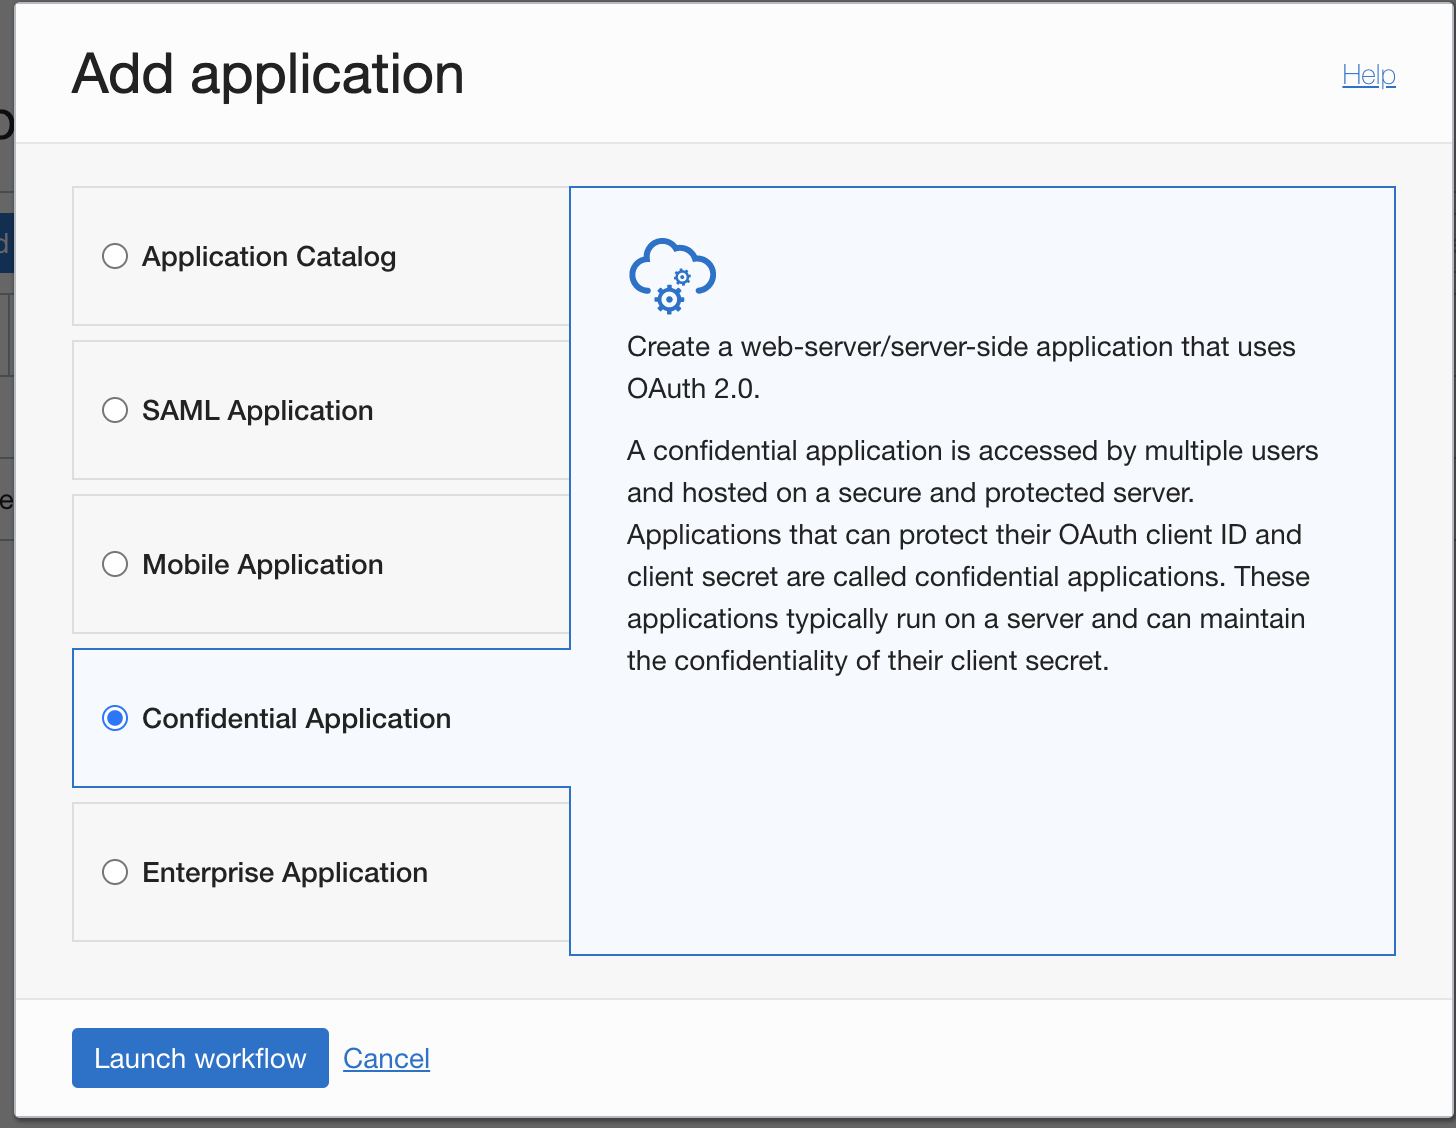 Add application
Help
Application Catalog
SAML Application
Mobile Application
Confidential Application
Enterprise Application
Create a web-server/server-side application that uses
OAuth 2.0.
A confidential application is accessed by multiple users
and hosted on a secure and protected server.
Applications that can protect their OAuth client ID and
client secret are called confidential applications. These
applications typically run on a server and can maintain
the confidentiality of their client secret.
Launch workflow
Cancel